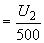 = U₂/500